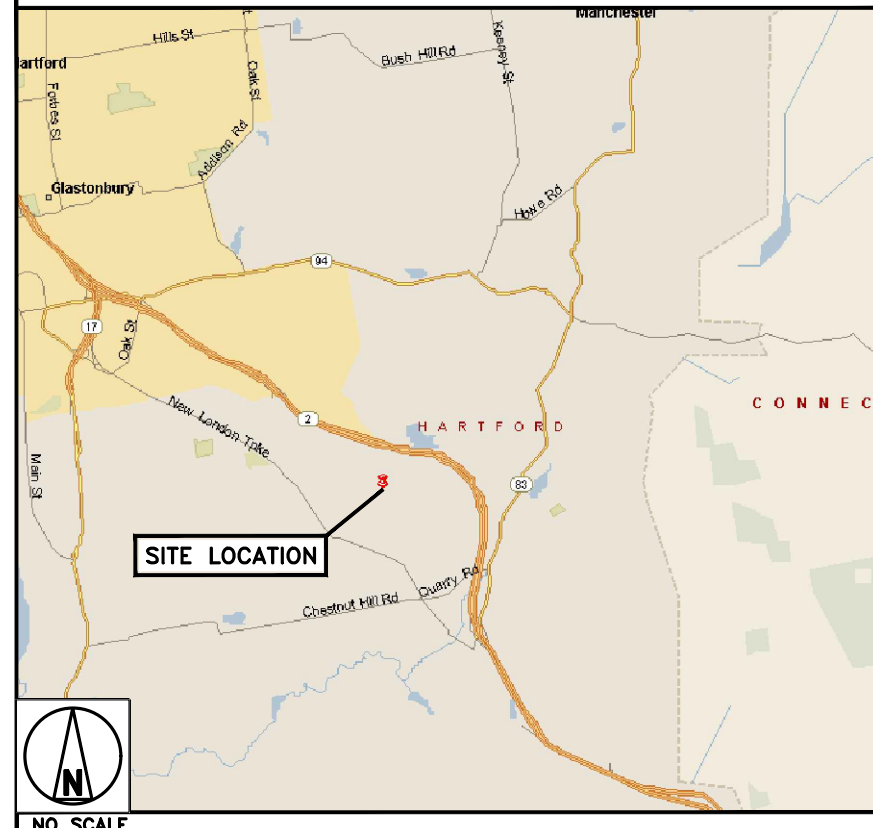 Manchester
Hills St
Bush Hill Rd
Keeney St
artford
Oak St
Forbes St
Addison Rd
Glastonbury
Howe Rd
94
17
Oak St
New London Tpke
2
HARTFORD
CONNEC
Main St
83
SITE LOCATION
Quarry Rd
Chestnut Hill Rd
N
NO SCALE